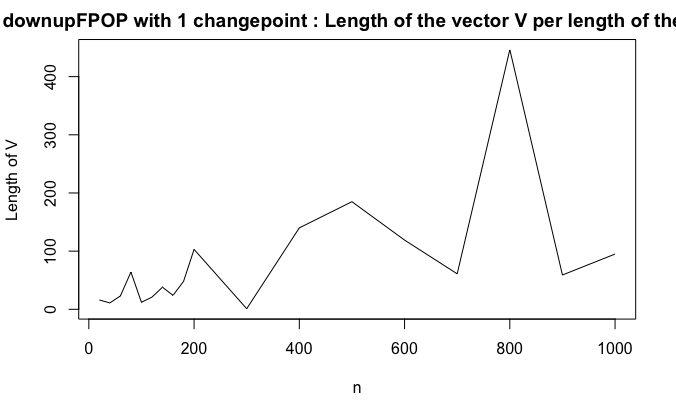 downupFPOP with 1 changepoint : Length of the vector V per length of the
400
300
200
100
0
Length of V
0 200 400 600 800 1000
n